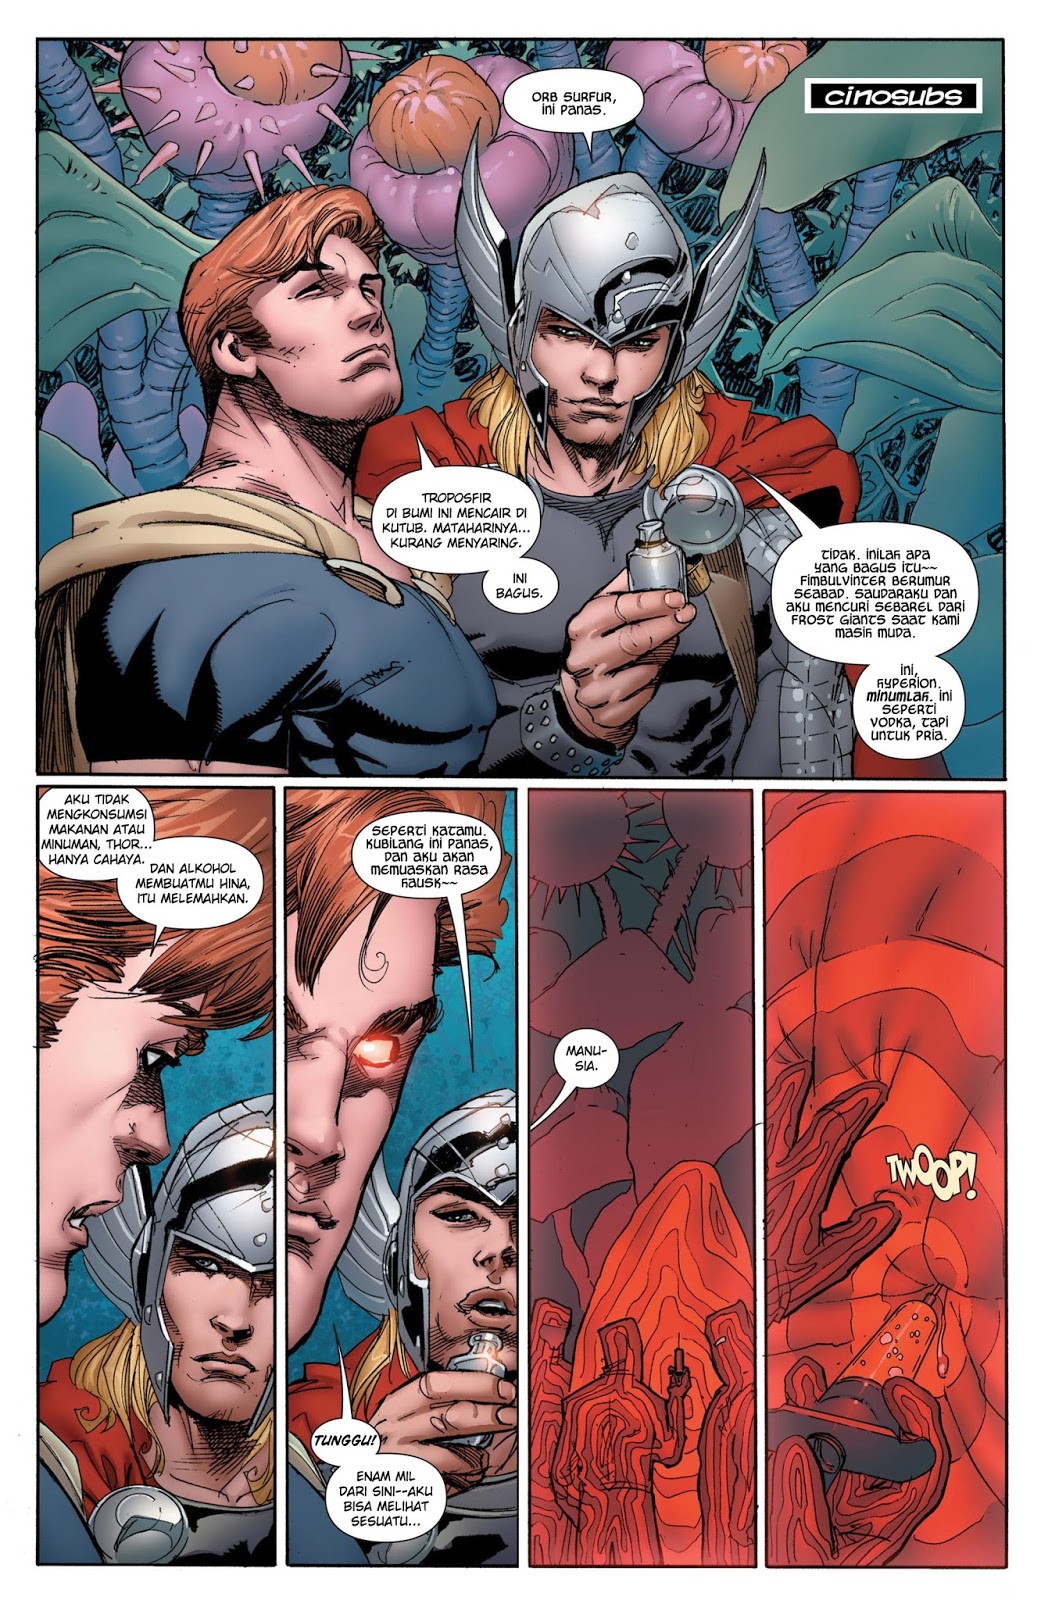 ORB SURFUR,
INI PANAS.
CINOSUBS
TROPOSFIR
DI BUMI INI MENCAIR DI
KUTUB. MATAHARINYA...
KURANG MENYARING.
INI
BAGUS.
TIDAK. INILAH APA
YANG BAGUS ITU~~
FIMBULVINTER BERUMUR
SEABAD. SAUDARAKU DAN
AKU MENCURI SEBAREL DARI
FROST GIANTS SAAT KAMI
MASIH MUDA.
INI,
HYPERION.
MINUMLAH. INI
SEPERTI
VODKA, TAPI
UNTUK PRIA.
AKU TIDAK
MENGKONSUMSI
MAKANAN ATAU
MINUMAN, THOR...
HANYA CAHAYA.
DAN ALKOHOL
MEMBUATMU HINA,
ITU MELEMAHKAN.
SEPERTI KATAMU.
KUBILANG INI PANAS,
DAN AKU AKAN
MEMUASKAN RASA
HAUSK~~
TUNGGU!
ENAM MIL
DARI SINI--AKU
BISA MELIHAT
SESUATU...
MANU-
SIA.
TWOOP!